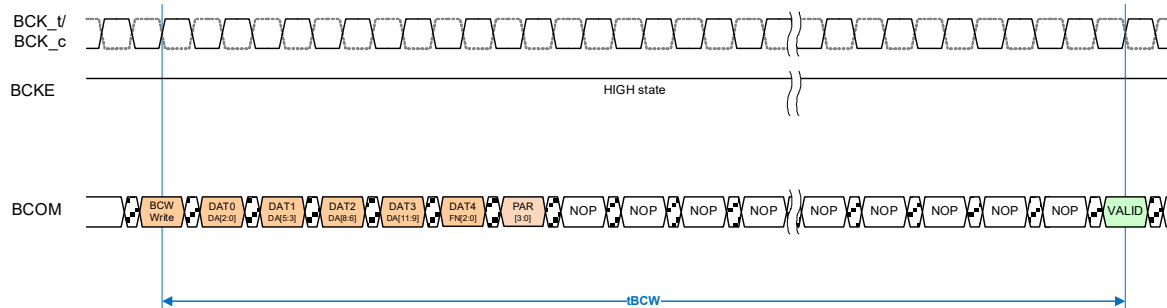 BCK_t/
BCK_c
BCKE
HIGH state
BCOM
BCW
Write
DAT0
DA[2:0]
DAT1
DA[5:3]
DAT2
DA[8:6]
DAT3
DA[11:9]
DAT4
FN[2:0]
PAR
[3:0]
NOP
NOP
NOP
NOP
NOP
NOP
NOP
NOP
NOP
VALID
tBCW